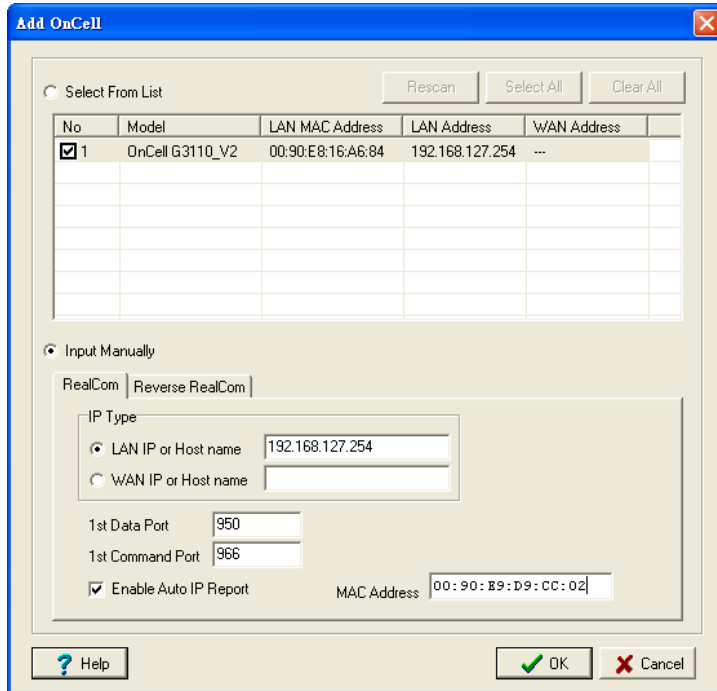 Add OnCell
Select From List
Rescan Select All Clear All
No Model LAN MAC Address LAN Address WAN Address
1 OnCell G3110_V2 00:90:E8:16:A6:84 192.168.127.254 ---
Input Manually
RealCom Reverse RealCom
IP Type
LAN IP or Host name 192.168.127.254
WAN IP or Host name
1st Data Port 950
1st Command Port 966
Enable Auto IP Report MAC Address 00:90:E9:D9:CC:02
? Help OK Cancel